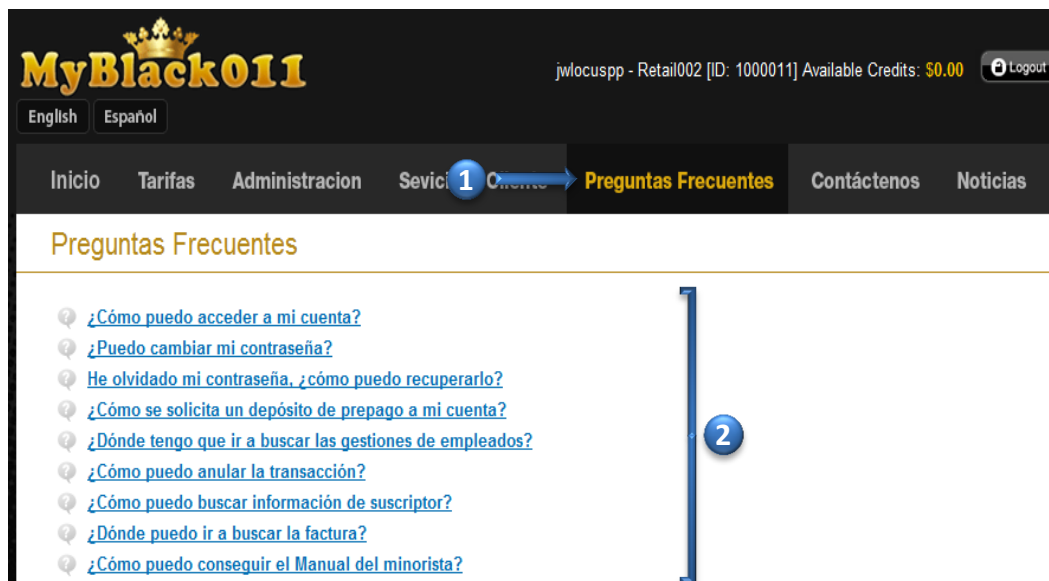 MyBlack011
jwlocuspp - Retail002 [ID: 1000011] Available Credits: $0.00 Logout
English Español
Inicio Tarifas Administracion 1 Preguntas Frecuentes Contáctenos Noticias
Preguntas Frecuentes
¿Cómo puedo acceder a mi cuenta?
¿Puedo cambiar mi contraseña?
He olvidado mi contraseña, ¿cómo puedo recuperarlo?
¿Cómo se solicita un depósito de prepago a mi cuenta?
¿Dónde tengo que ir a buscar las gestiones de empleados?
2
¿Cómo puedo anular la transacción?
¿Cómo puedo buscar información de suscriptor?
¿Dónde puedo ir a buscar la factura?
¿Cómo puedo conseguir el Manual del minorista?